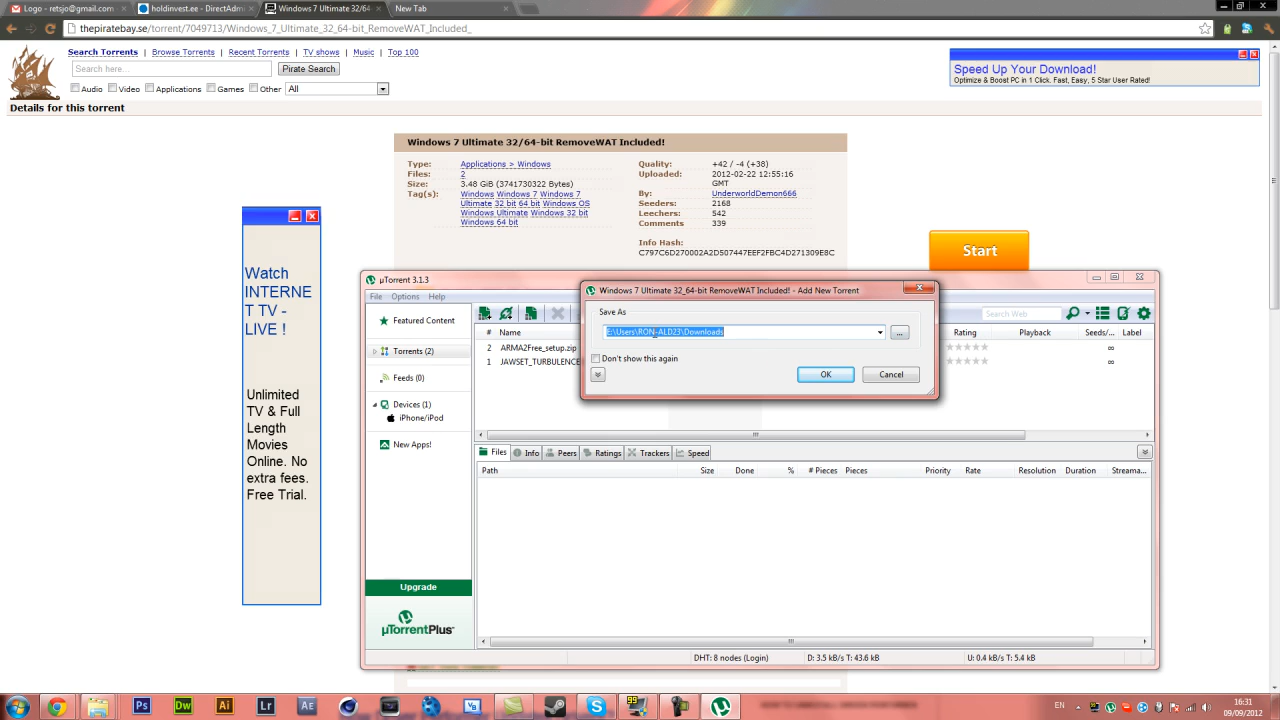 Logo - retsjo@gmail.com
holdinvest.ee - DirectAdm
Windows 7 Ultimate 32/64
New Tab
thepiratebay.se/torrent/7049713/Windows_7_Ultimate_32_64-bit_RemoveWAT_Included_
Search Torrents | Browse Torrents | Recent Torrents | TV shows | Music | Top 100
Search here...
Pirate Search
Audio Video Applications Games Other All
Speed Up Your Download!
Optimize & Boost PC in 1 Click. Fast, Easy, 5 Star User Rated!
Details for this torrent
Windows 7 Ultimate 32/64-bit RemoveWAT Included!
Type: Applications > Windows
Files: 2
Size: 3.48 GiB (3741730322 Bytes)
Tag(s): Windows Windows 7 Windows 7
Ultimate 32 bit 64 bit Windows OS
Windows Ultimate Windows 32 bit
Windows 64 bit
Quality: +42 / -4 (+38)
Uploaded: 2012-02-22 12:55:16
GMT
By: UnderworldDemon666
Seeders: 2168
Leechers: 542
Comments 339
Info Hash:
C797C6D270002A2D507447EEF2FBC4D271309E8C
Start
Watch
INTERNE
T TV -
LIVE !
Unlimited
TV & Full
Length
Movies
Online. No
extra fees.
Free Trial.
µTorrent 3.1.3
File Options Help
Featured Content
Torrents (2)
Feeds (0)
Devices (1)
iPhone/iPod
New Apps!
Upgrade
µTorrentPlus
Search Web
# Name
Rating Playback Seeds/... Label
2 ARMA2Free_setup.zip ∞
1 JAWSET_TURBULENCE ∞
Windows 7 Ultimate 32_64-bit RemoveWAT Included! - Add New Torrent
Save As
E:\Users\RON-ALD23\Downloads
...
Don't show this again
OK
Cancel
Files Info Peers Ratings Trackers Speed
Path Size Done % # Pieces Pieces Priority Rate Resolution Duration Streama...
DHT: 8 nodes (Login) D: 3.5 kB/s T: 43.6 kB U: 0.4 kB/s T: 5.4 kB
Ps Dw Ai Lr Ae
EN
16:31
09/09/2012